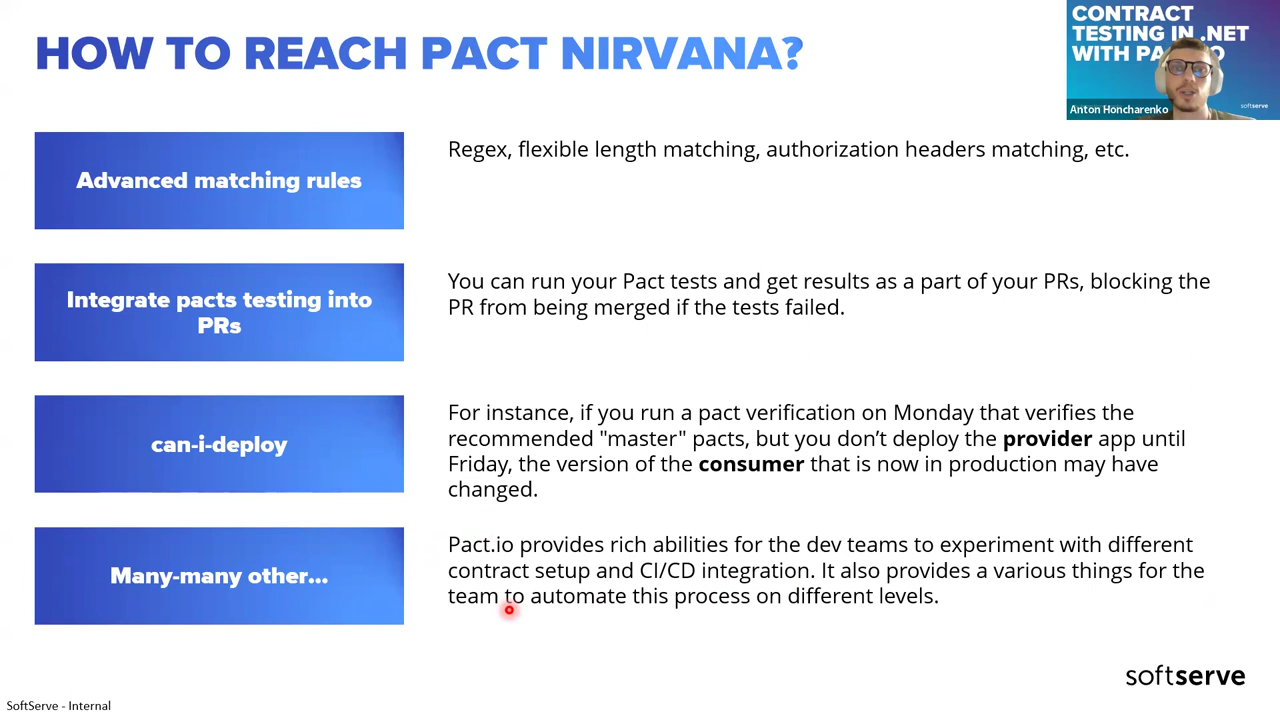 HOW TO REACH PACT NIRVANA?
CONTRACT
TESTING IN .NET
WITH
Anton Honcharenko
softserve
Advanced matching rules
Regex, flexible length matching, authorization headers matching, etc.
Integrate pacts testing into
PRs
You can run your Pact tests and get results as a part of your PRs, blocking the
PR from being merged if the tests failed.
can-i-deploy
For instance, if you run a pact verification on Monday that verifies the
recommended "master" pacts, but you don’t deploy the provider app until
Friday, the version of the consumer that is now in production may have
changed.
Many-many other...
Pact.io provides rich abilities for the dev teams to experiment with different
contract setup and CI/CD integration. It also provides a various things for the
team to automate this process on different levels.
softserve
SoftServe - Internal